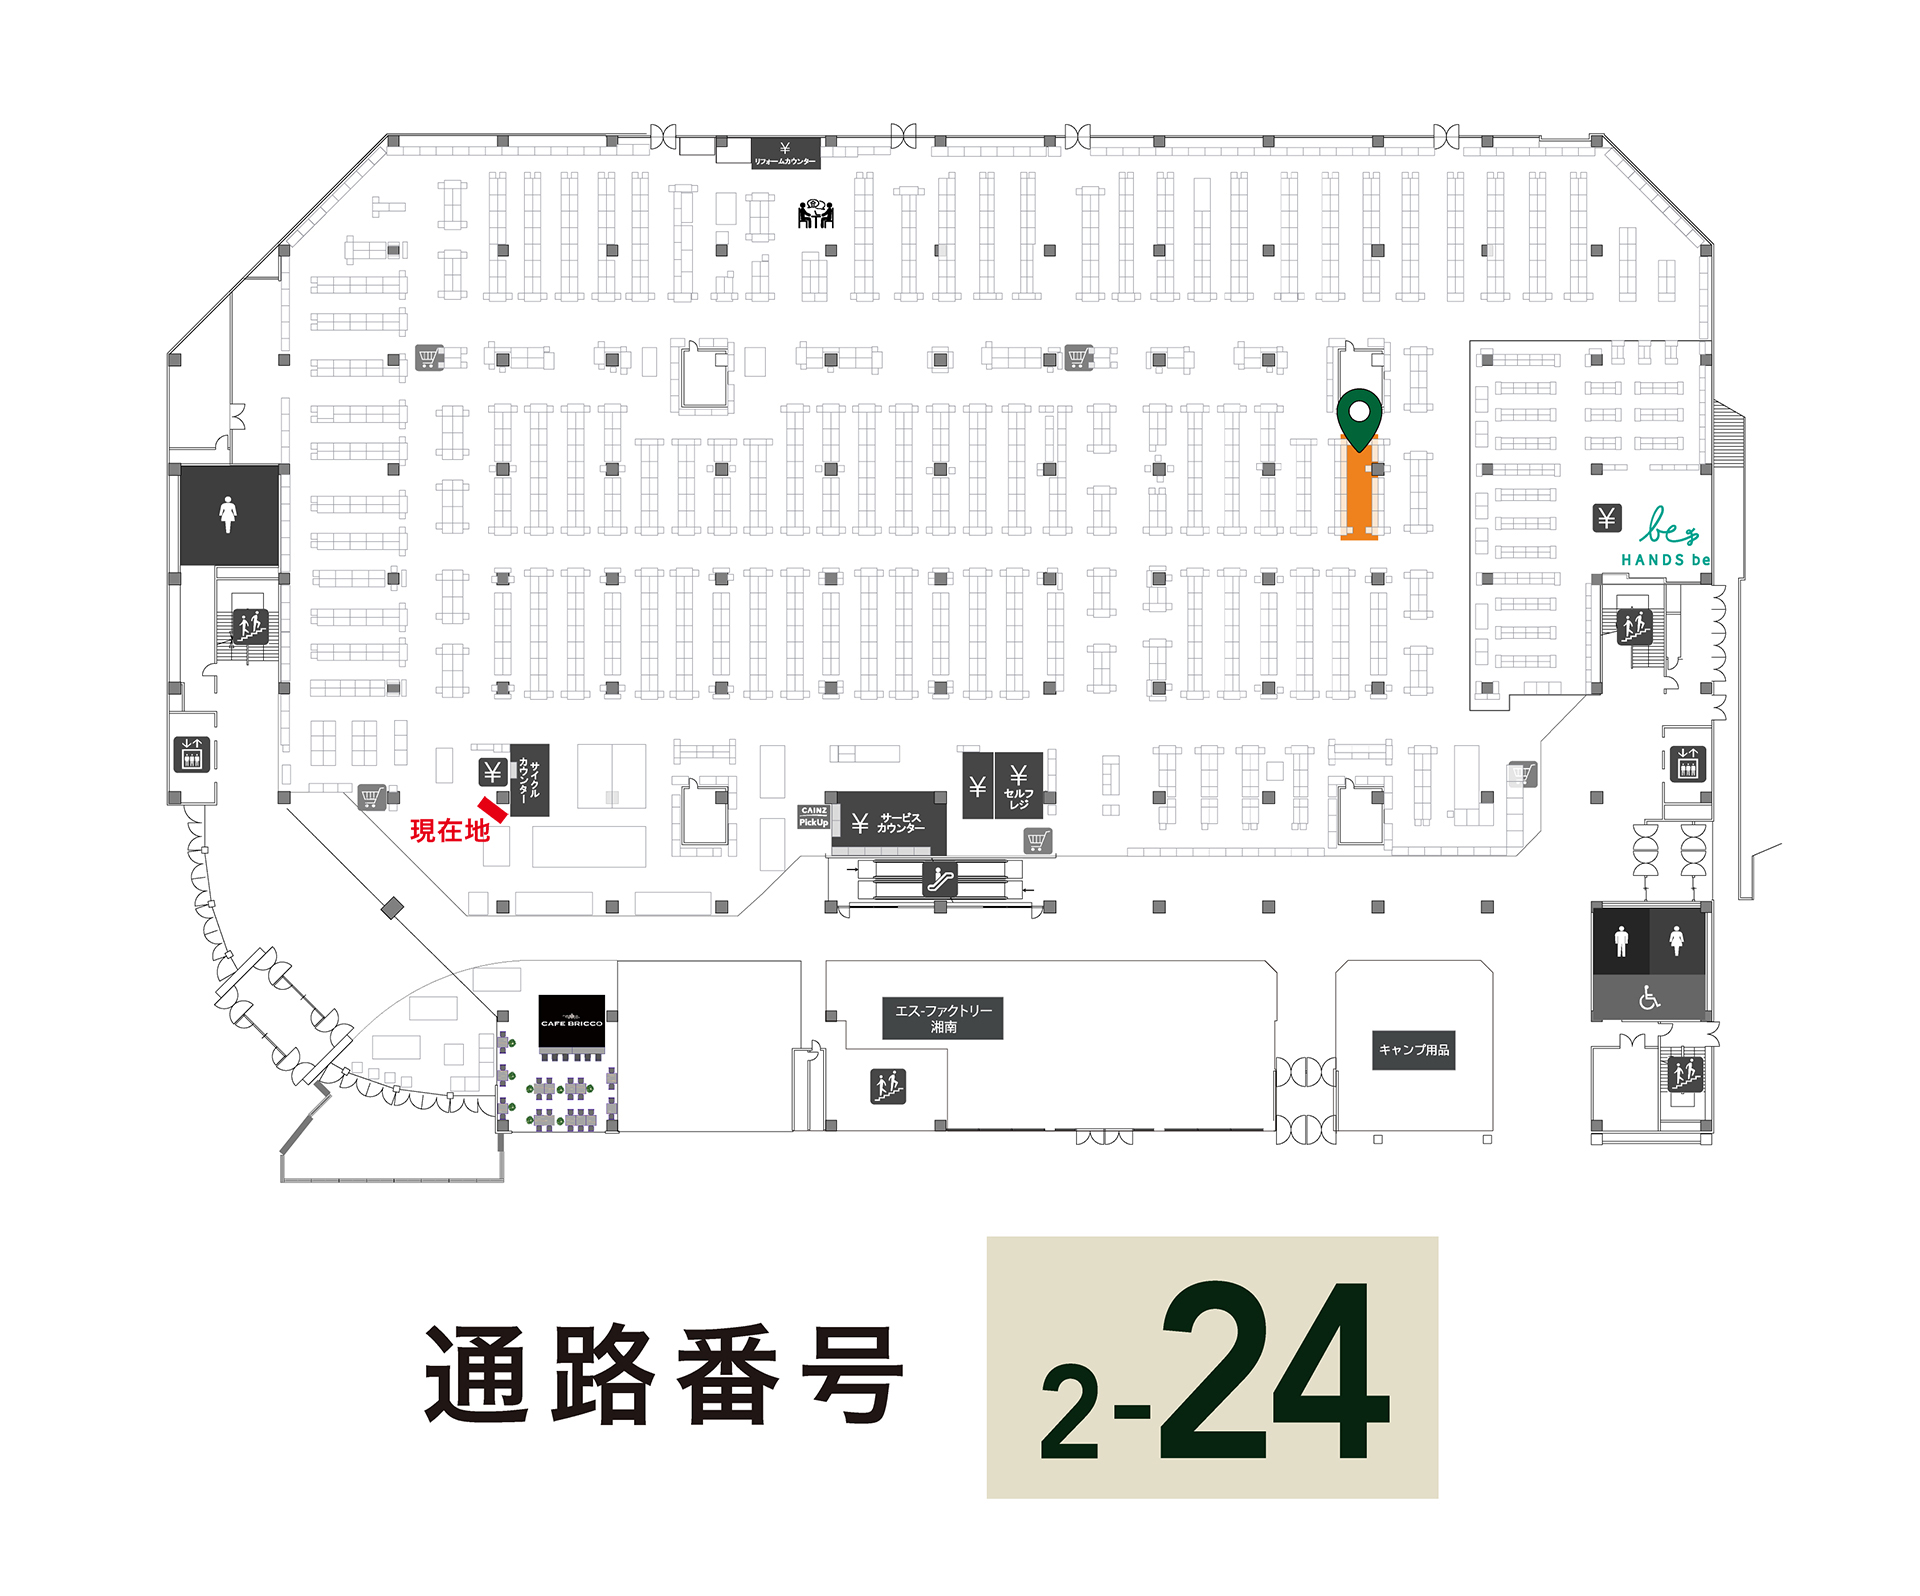 ¥
リフォームカウンター
¥
be
HANDS be
¥
サイクル
カウンター
現在地
CAINZ
PickUp
¥
サービス
カウンター
¥
¥
セルフ
レジ
CAFE BRICCO
エス-ファクトリー
湘南
キャンプ用品
通路番号
2-24